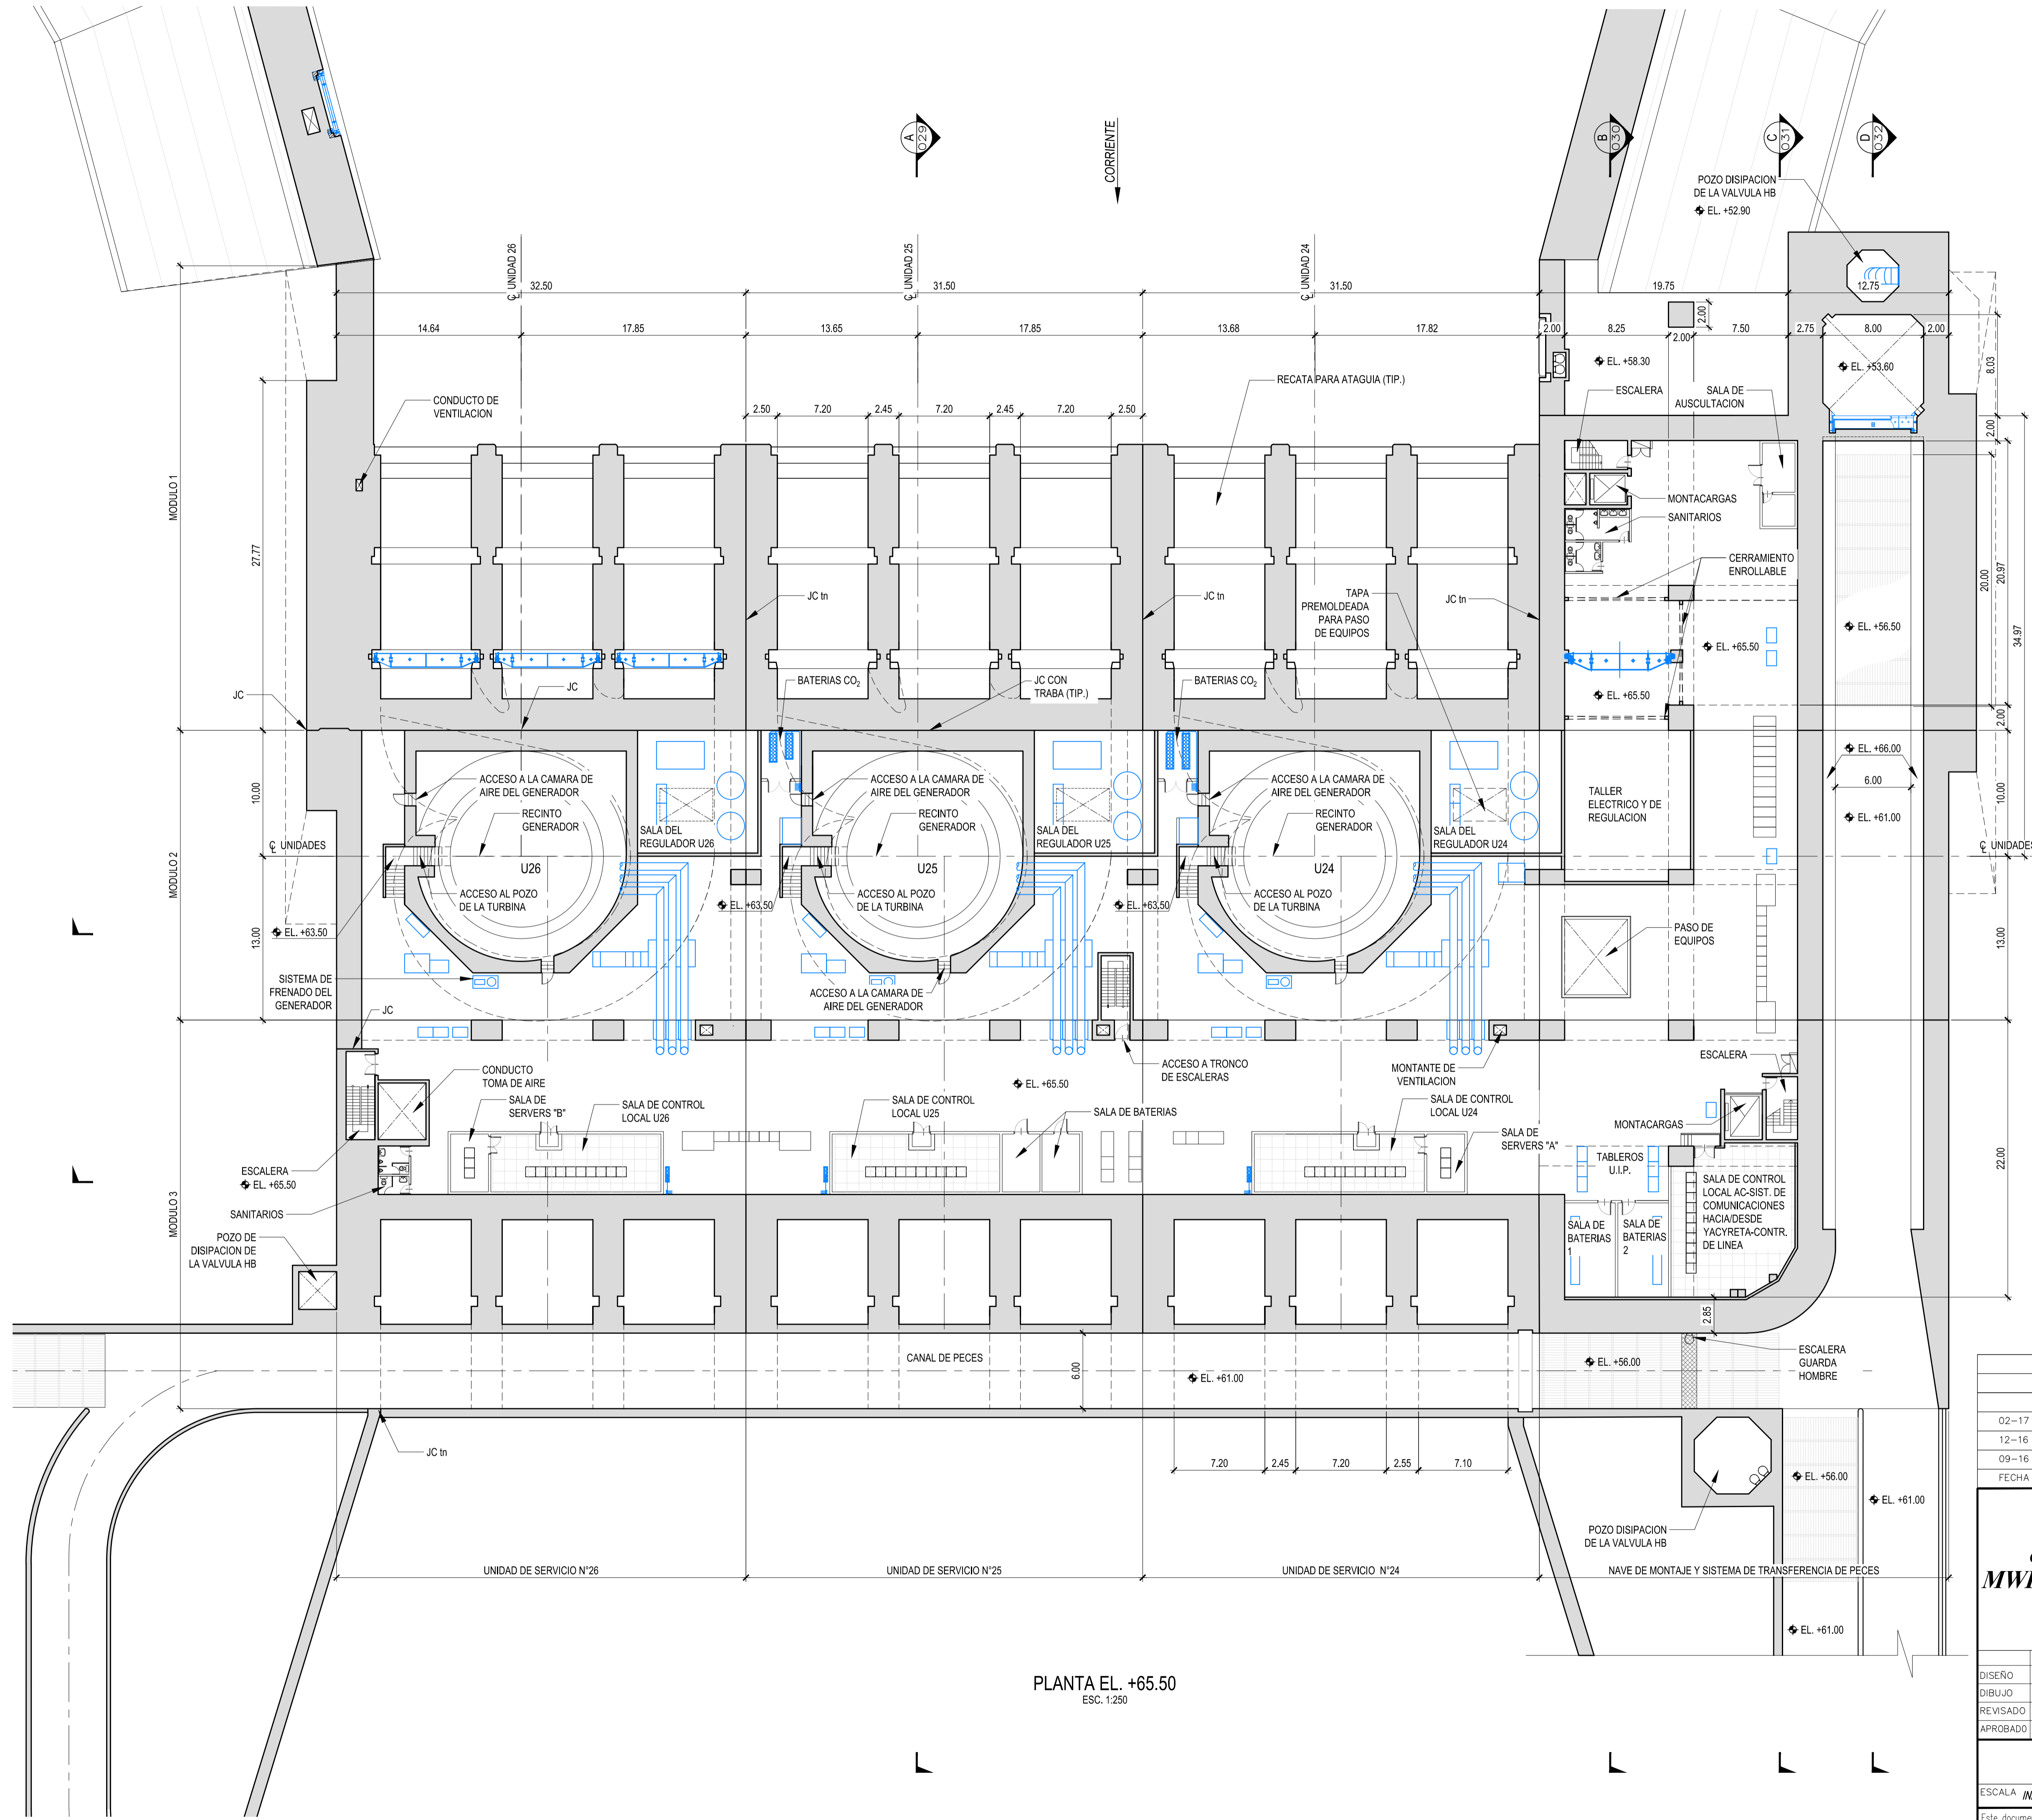 A
029
B
030
C
031
D
032
CORRIENTE
POZO DISIPACION
DE LA VALVULA HB
EL. +52.90
℄ UNIDAD 26
℄ UNIDAD 25
℄ UNIDAD 24
32.50
31.50
31.50
19.75
12.75
14.64
17.85
13.65
17.85
13.68
17.82
2.00
8.25
2.00
7.50
2.75
8.00
2.00
2.00
EL. +58.30
EL. +53.60
8.03
RECATA PARA ATAGUIA (TIP.)
ESCALERA
SALA DE
AUSCULTACION
CONDUCTO DE
VENTILACION
2.50
7.20
2.45
7.20
2.45
7.20
2.50
2.00
MODULO 1
27.77
MONTACARGAS
SANITARIOS
CERRAMIENTO
ENROLLABLE
20.00
20.97
34.97
JC tn
JC tn
JC tn
TAPA
PREMOLDEADA
PARA PASO
DE EQUIPOS
EL. +56.50
EL. +65.50
EL. +65.50
JC
JC
BATERIAS CO2
JC CON
TRABA (TIP.)
BATERIAS CO2
2.00
EL. +66.00
6.00
EL. +61.00
10.00
10.00
ACCESO A LA CAMARA DE
AIRE DEL GENERADOR
RECINTO
GENERADOR
SALA DEL
REGULADOR U26
ACCESO A LA CAMARA DE
AIRE DEL GENERADOR
RECINTO
GENERADOR
SALA DEL
REGULADOR U25
ACCESO A LA CAMARA DE
AIRE DEL GENERADOR
RECINTO
GENERADOR
SALA DEL
REGULADOR U24
TALLER
ELECTRICO Y DE
REGULACION
℄ UNIDADES
℄ UNIDADES
MODULO 2
U26
U25
U24
ACCESO AL POZO
DE LA TURBINA
ACCESO AL POZO
DE LA TURBINA
ACCESO AL POZO
DE LA TURBINA
EL. +63.50
EL. +63.50
EL. +63.50
13.00
13.00
PASO DE
EQUIPOS
SISTEMA DE
FRENADO DEL
GENERADOR
ACCESO A LA CAMARA DE
AIRE DEL GENERADOR
JC
CONDUCTO
TOMA DE AIRE
EL. +65.50
ACCESO A TRONCO
DE ESCALERAS
MONTANTE DE
VENTILACION
ESCALERA
SALA DE
SERVERS "B"
SALA DE CONTROL
LOCAL U26
SALA DE CONTROL
LOCAL U25
SALA DE BATERIAS
SALA DE CONTROL
LOCAL U24
SALA DE
SERVERS "A"
MONTACARGAS
TABLEROS
U.I.P.
22.00
ESCALERA
EL. +65.50
SANITARIOS
MODULO 3
POZO DE
DISIPACION DE
LA VALVULA HB
SALA DE
BATERIAS
1
SALA DE
BATERIAS
2
SALA DE CONTROL
LOCAL AC-SIST. DE
COMUNICACIONES
HACIA/DESDE
YACYRETA-CONTR.
DE LINEA
2.85
CANAL DE PECES
6.00
EL. +61.00
EL. +56.00
ESCALERA
GUARDA
HOMBRE
JC tn
7.20
2.45
7.20
2.55
7.10
EL. +56.00
EL. +61.00
POZO DISIPACION
DE LA VALVULA HB
UNIDAD DE SERVICIO N°26
UNIDAD DE SERVICIO N°25
UNIDAD DE SERVICIO N°24
NAVE DE MONTAJE Y SISTEMA DE TRANSFERENCIA DE PECES
EL. +61.00
PLANTA EL. +65.50
ESC. 1:250
02-17
12-16
09-16
FECHA
DISEÑO
DIBUJO
REVISADO
APROBADO
ESCALA